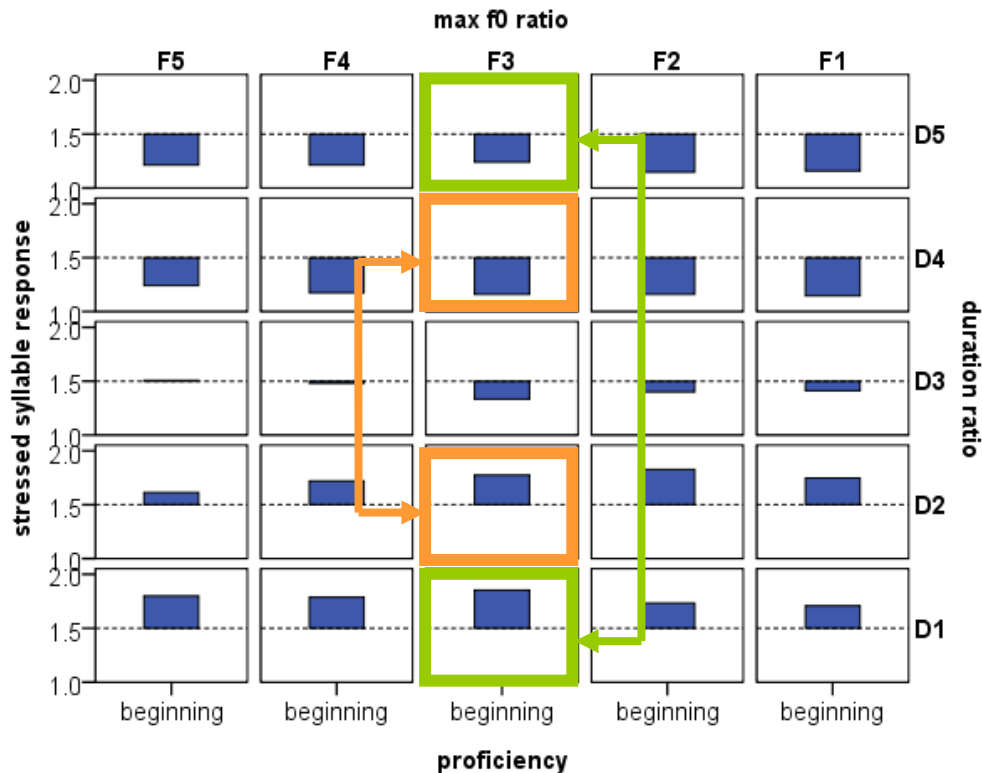 max f0 ratio
F5 F4 F3 F2 F1
stressed syllable response
2.0
1.5
1.0
D5
2.0
1.5
1.0
D4
2.0
1.5
1.0
D3
2.0
1.5
1.0
D2
2.0
1.5
1.0
D1
duration ratio
beginning beginning beginning beginning beginning
proficiency